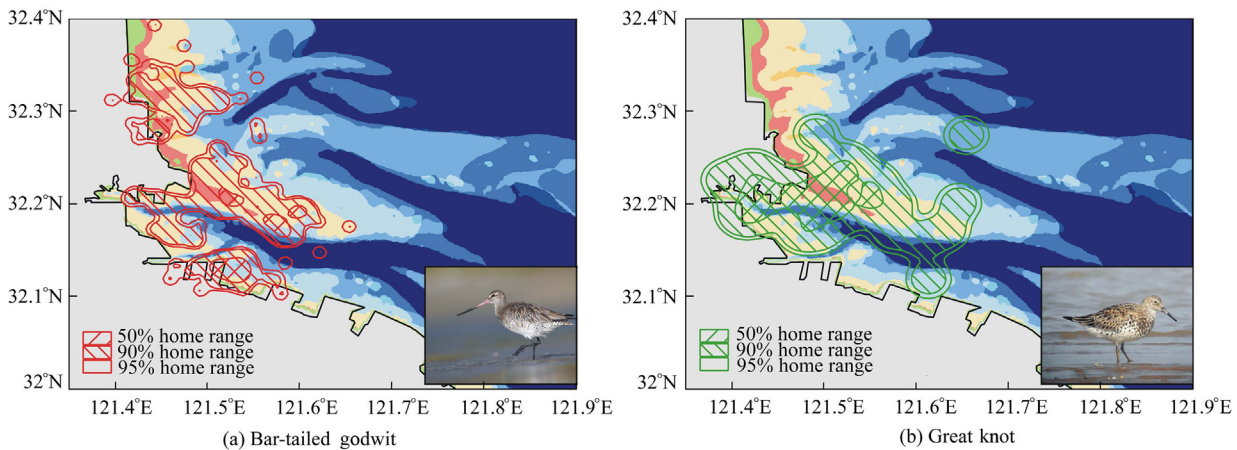 32.4°N
32.3°N
32.2°N
32.1°N
32°N
50% home range
90% home range
95% home range
121.4°E 121.5°E 121.6°E 121.7°E 121.8°E 121.9°E
(a) Bar-tailed godwit
32.4°N
32.3°N
32.2°N
32.1°N
32°N
50% home range
90% home range
95% home range
121.4°E 121.5°E 121.6°E 121.7°E 121.8°E 121.9°E
(b) Great knot